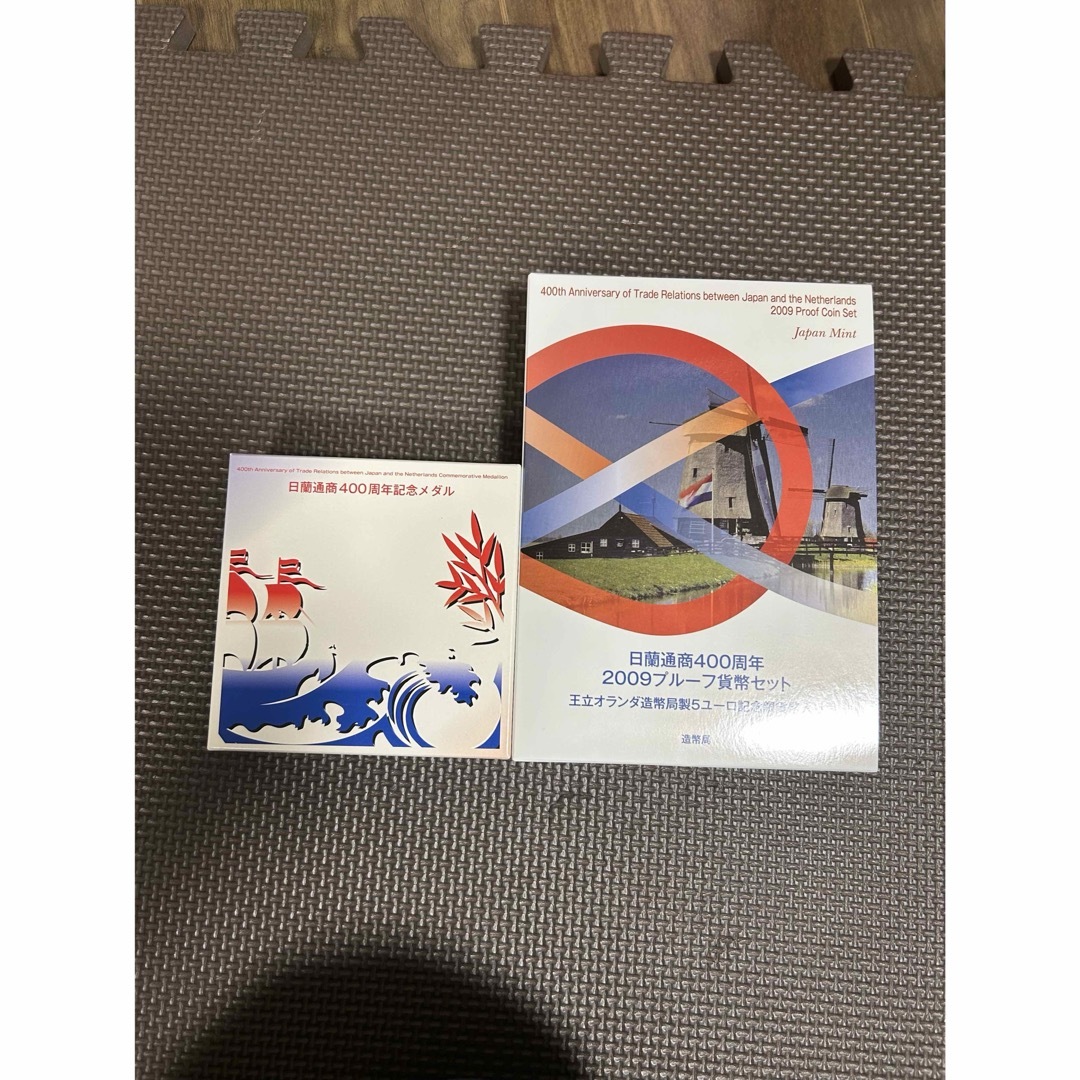 400th Anniversary of Trade Relations between Japan and the Netherlands Commemorative Medallion
日蘭通商400周年記念メダル
400th Anniversary of Trade Relations between Japan and the Netherlands
2009 Proof Coin Set
Japan Mint
日蘭通商400周年
2009プルーフ貨幣セット
王立オランダ造幣局製5ユーロ記念
造幣局